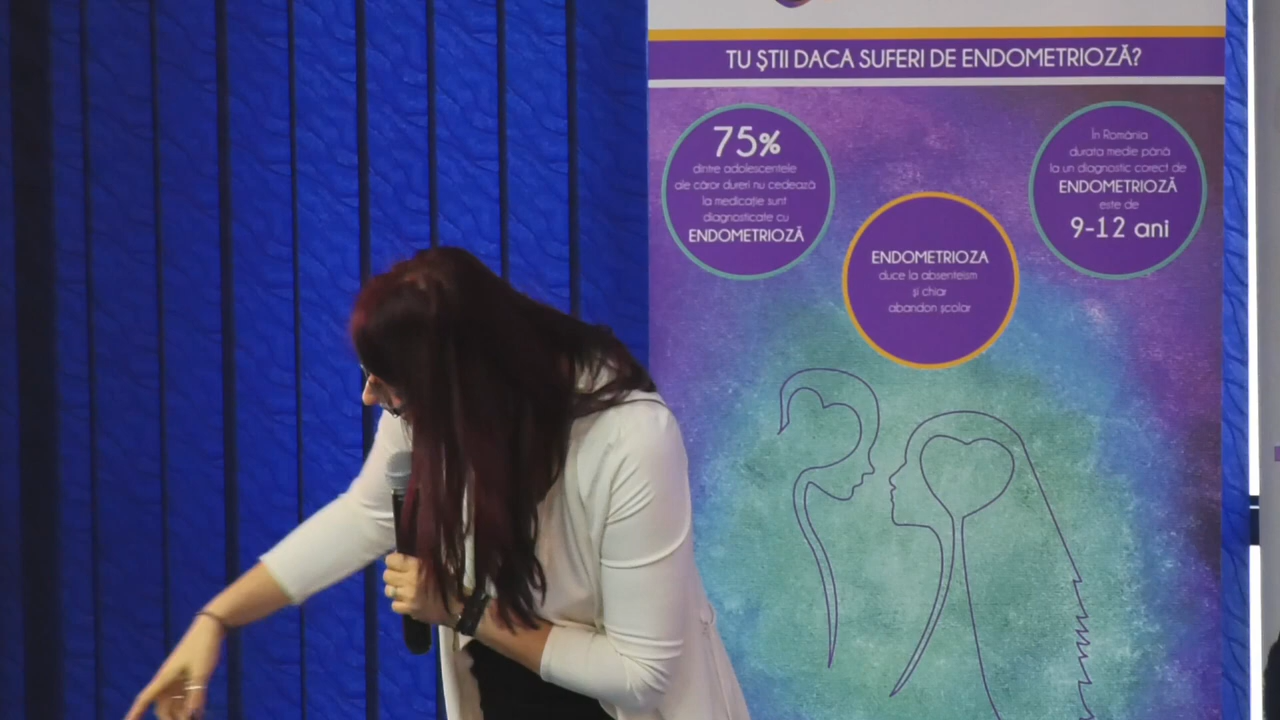 TU ȘTII DACA SUFERI DE ENDOMETRIOZĂ?
75%
dintre adolescentele
ale căror dureri nu cedează
la medicație sunt
diagnosticate cu
ENDOMETRIOZĂ
ENDOMETRIOZA
duce la absenteism
și chiar
abandon școlar
În România
durata medie până
la un diagnostic corect de
ENDOMETRIOZĂ
este de
9-12 ani